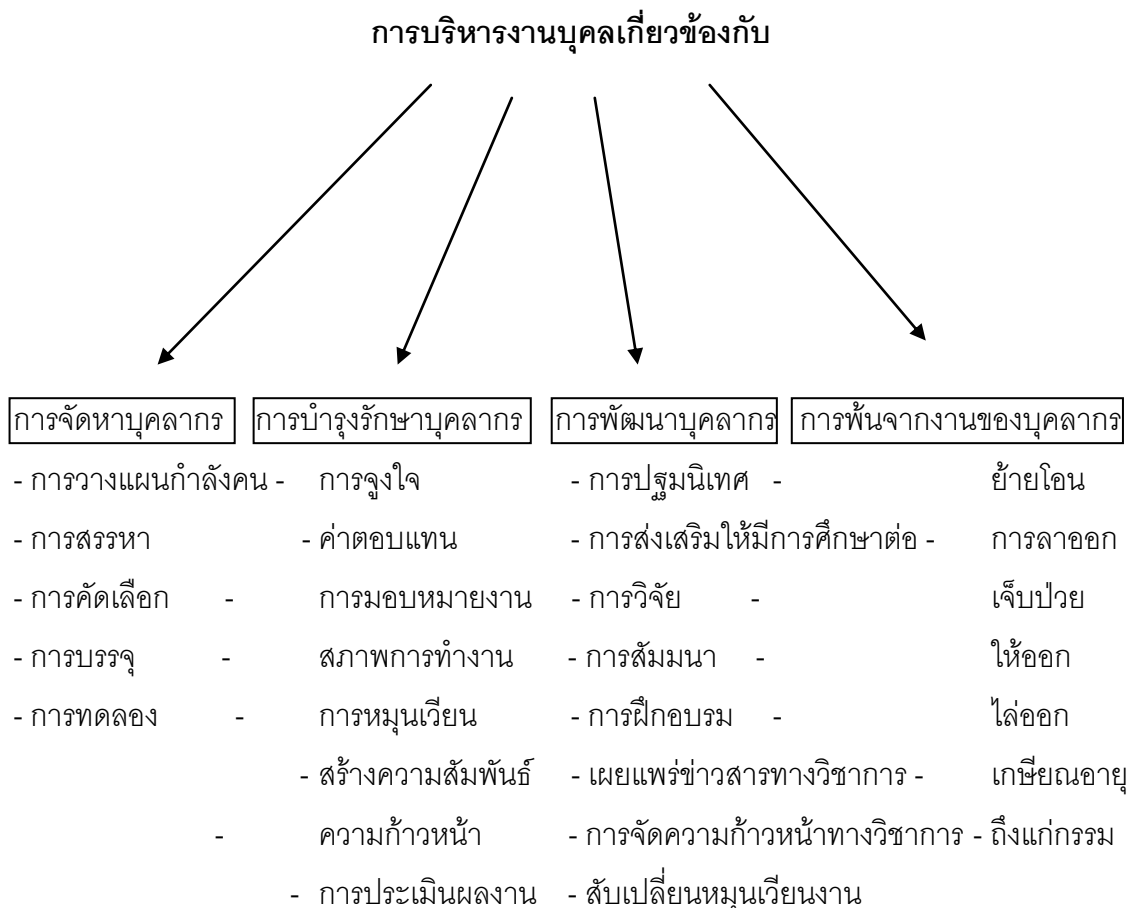 การบริหารงานบุคลเกี่ยวข้องกับ
การจัดหาบุคลากร การบำรุงรักษาบุคลากร การพัฒนาบุคลากร การพ้นจากงานของบุคลากร
- การวางแผนกำลังคน - การจูงใจ - การปฐมนิเทศ - ย้ายโอน
- การสรรหา - ค่าตอบแทน - การส่งเสริมให้มีการศึกษาต่อ - การลาออก
- การคัดเลือก - การมอบหมายงาน - การวิจัย - เจ็บป่วย
- การบรรจุ - สภาพการทำงาน - การสัมมนา - ให้ออก
- การทดลอง - การหมุนเวียน - การฝึกอบรม - ไล่ออก
- สร้างความสัมพันธ์ - เผยแพร่ข่าวสารทางวิชาการ - เกษียณอายุ
- ความก้าวหน้า - การจัดความก้าวหน้าทางวิชาการ - ถึงแก่กรรม
- การประเมินผลงาน - สับเปลี่ยนหมุนเวียนงาน